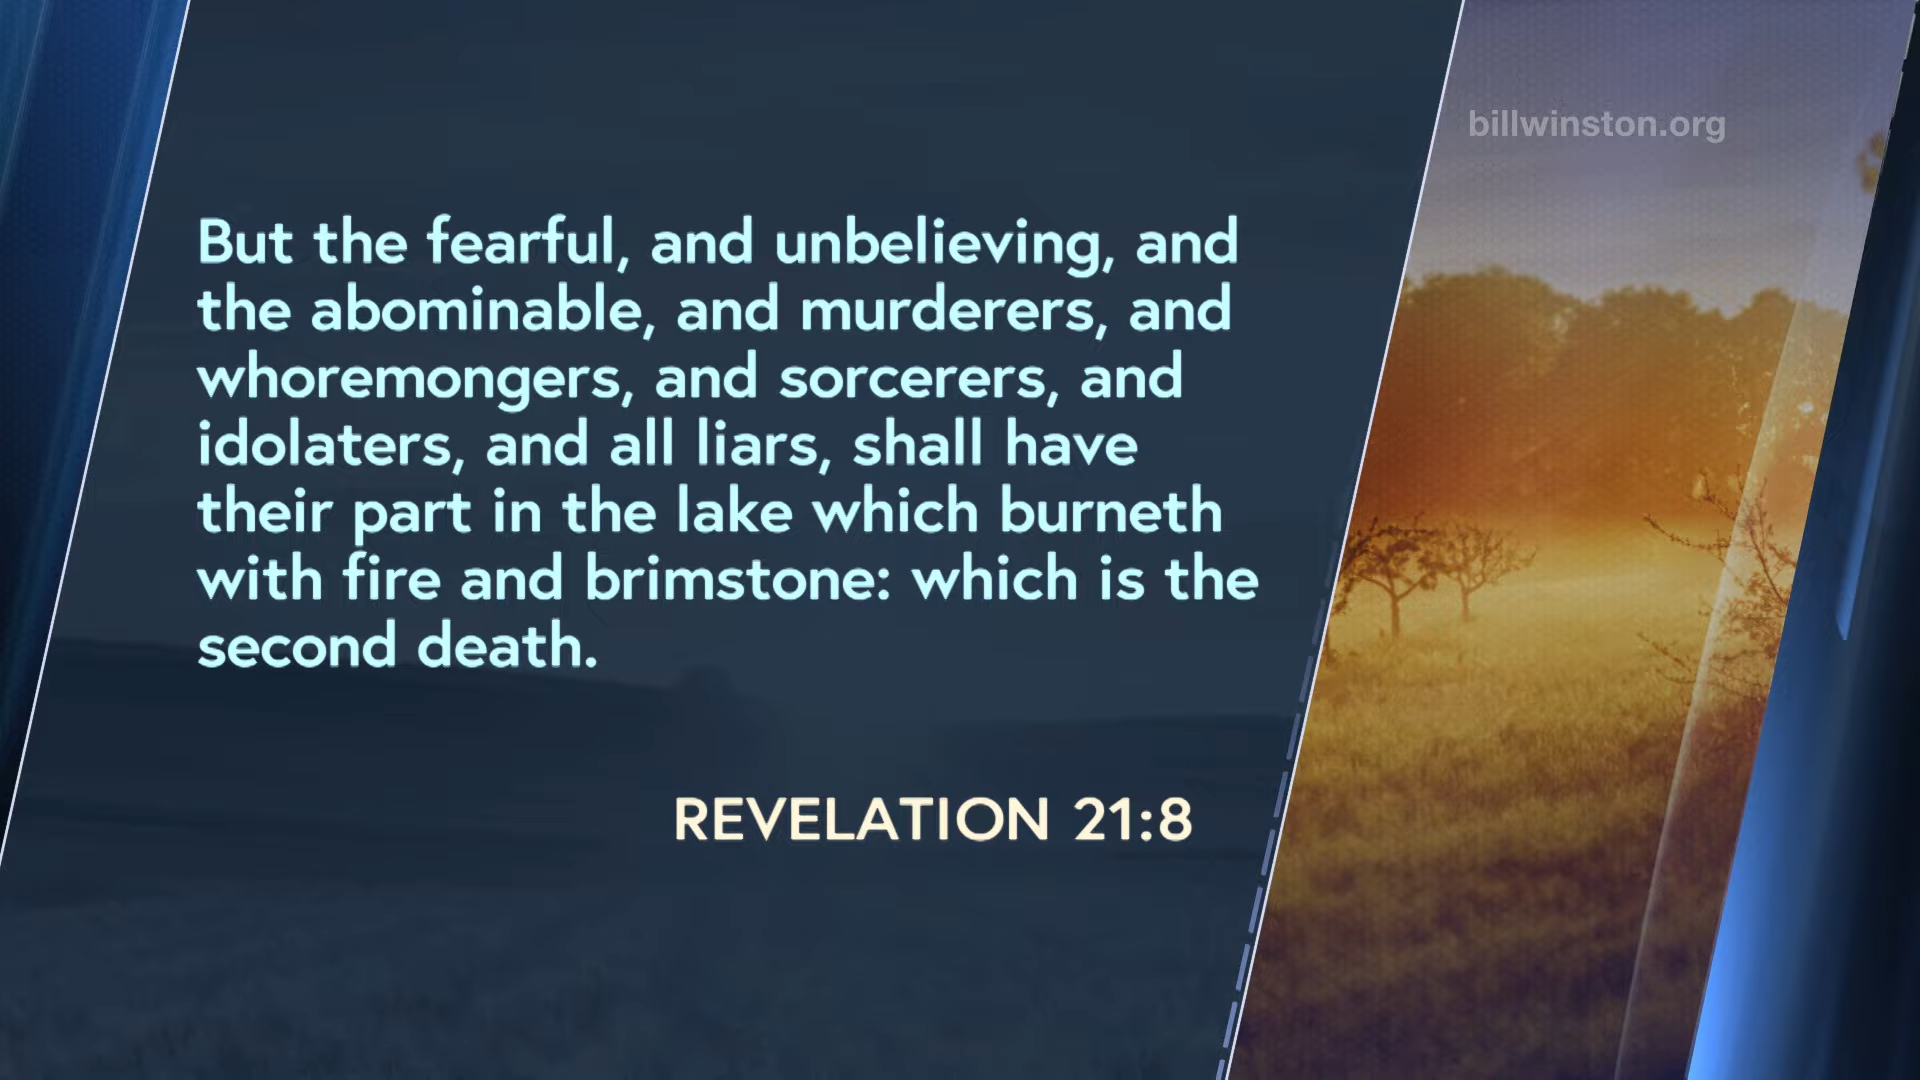 billwinston.org
But the fearful, and unbelieving, and
the abominable, and murderers, and
whoremongers, and sorcerers, and
idolaters, and all liars, shall have
their part in the lake which burneth
with fire and brimstone: which is the
second death.
REVELATION 21:8